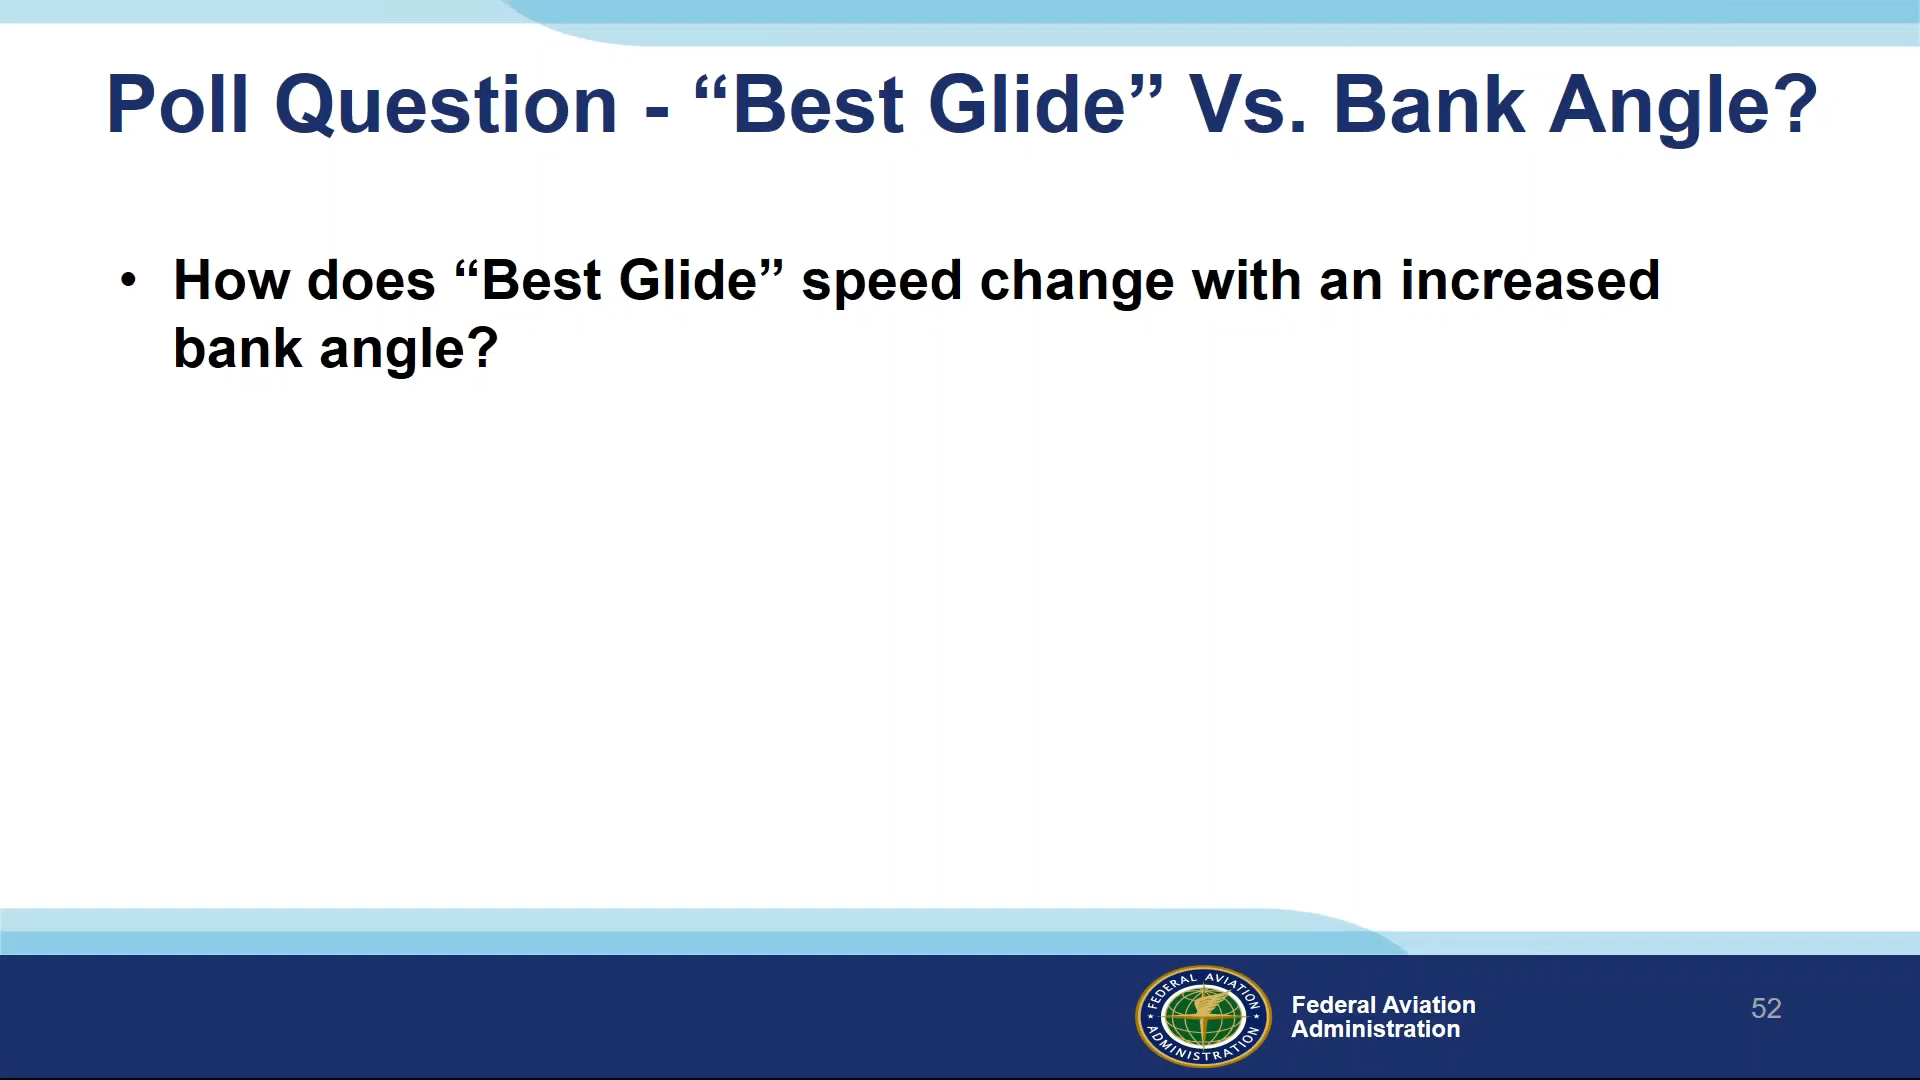 Poll Question - “Best Glide” Vs. Bank Angle?
• How does “Best Glide” speed change with an increased
bank angle?
FEDERAL AVIATION
ADMINISTRATION
Federal Aviation
Administration
52